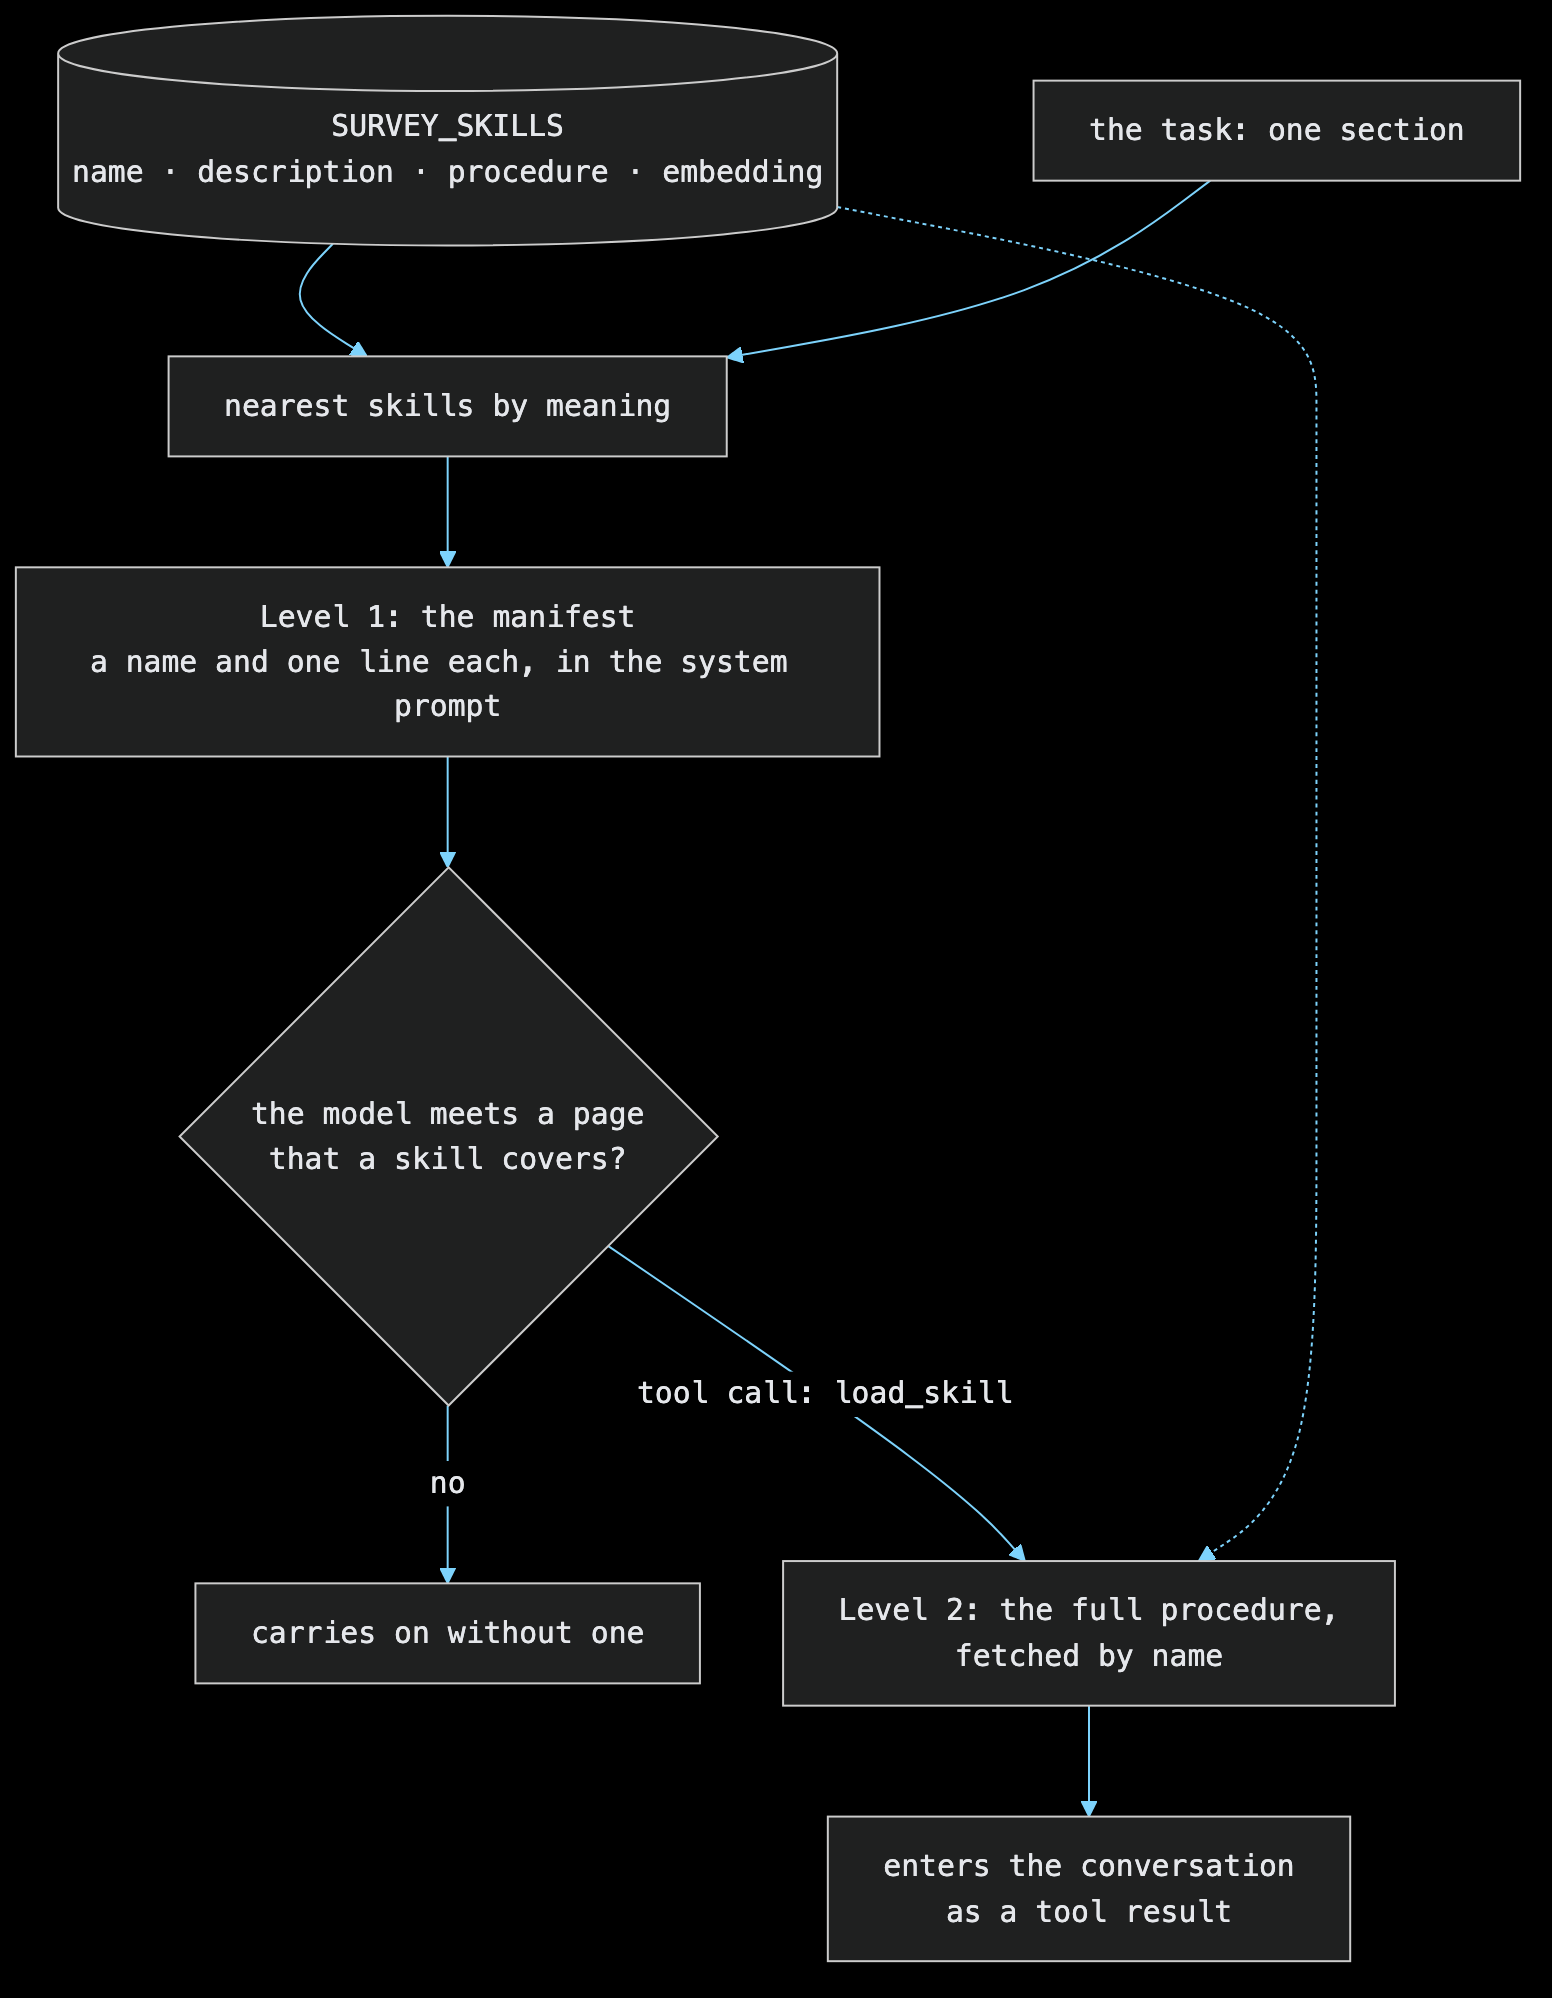 SURVEY_SKILLS
name · description · procedure · embedding
the task: one section
nearest skills by meaning
Level 1: the manifest
a name and one line each, in the system
prompt
the model meets a page
that a skill covers?
tool call: load_skill
no
carries on without one
Level 2: the full procedure,
fetched by name
enters the conversation
as a tool result